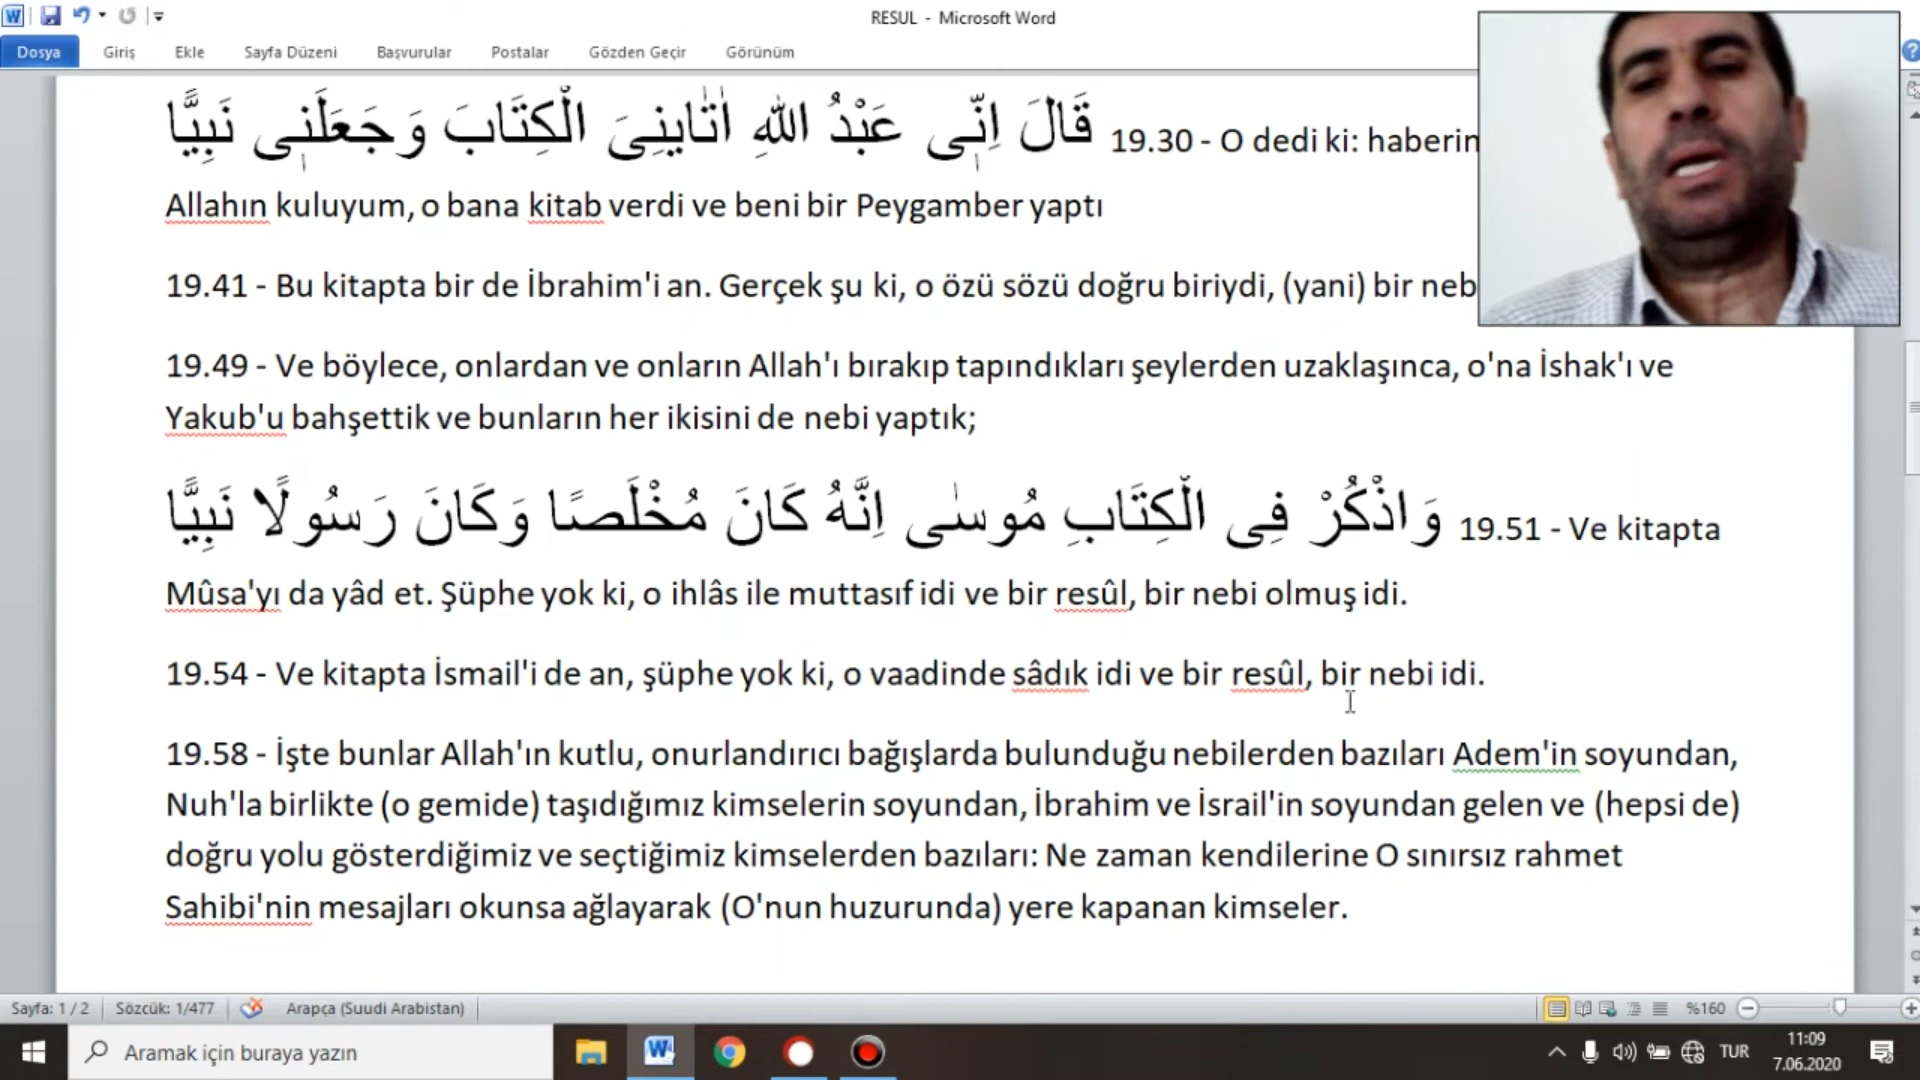 RESUL - Microsoft Word
Dosya Giriş Ekle Sayfa Düzeni Başvurular Postalar Gözden Geçir Görünüm
قَالَ اِنّٖى عَبْدُ اللهِ اٰتٰاينِىَ الْكِتَابَ وَجَعَلَنٖى نَبِيًّا 19.30 - O dedi ki: haberin
Allahın kuluyum, o bana kitab verdi ve beni bir Peygamber yaptı
19.41 - Bu kitapta bir de İbrahim'i an. Gerçek şu ki, o özü sözü doğru biriydi, (yani) bir neb
19.49 - Ve böylece, onlardan ve onların Allah'ı bırakıp tapındıkları şeylerden uzaklaşınca, o'na İshak'ı ve
Yakub'u bahşettik ve bunların her ikisini de nebi yaptık;
وَاذْكُرْ فِى الْكِتَابِ مُوسٰى اِنَّهُ كَانَ مُخْلَصًا وَكَانَ رَسُولًا نَبِيًّا 19.51 - Ve kitapta
Mûsa'yı da yâd et. Şüphe yok ki, o ihlâs ile muttasıf idi ve bir resûl, bir nebi olmuş idi.
19.54 - Ve kitapta İsmail'i de an, şüphe yok ki, o vaadinde sâdık idi ve bir resûl, bir nebi idi.
19.58 - İşte bunlar Allah'ın kutlu, onurlandırıcı bağışlarda bulunduğu nebilerden bazıları Adem'in soyundan,
Nuh'la birlikte (o gemide) taşıdığımız kimselerin soyundan, İbrahim ve İsrail'in soyundan gelen ve (hepsi de)
doğru yolu gösterdiğimiz ve seçtiğimiz kimselerden bazıları: Ne zaman kendilerine O sınırsız rahmet
Sahibi'nin mesajları okunsa ağlayarak (O'nun huzurunda) yere kapanan kimseler.
Sayfa: 1 / 2 Sözcük: 1/477 Arapça (Suudi Arabistan) %160
Aramak için buraya yazın TUR 11:09
7.06.2020